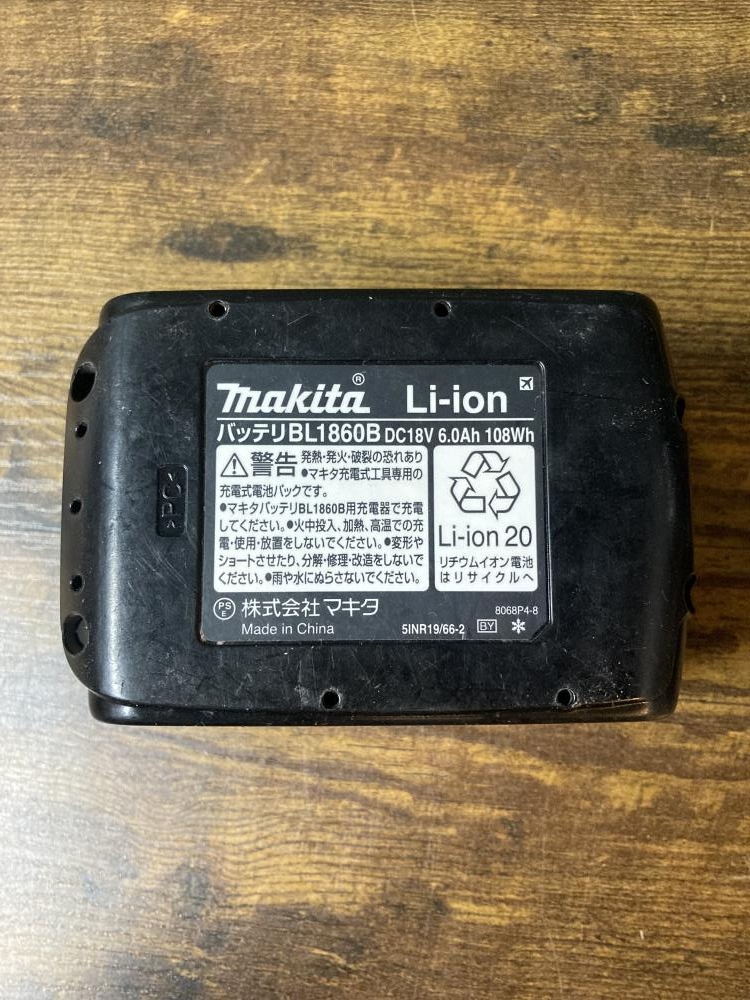 makita® Li-ion
バッテリBL1860B DC18V 6.0Ah 108Wh
警告 発熱・発火・破裂の恐れあり
●マキタ充電式工具専用の
充電式電池パックです。
●マキタバッテリBL1860B用充電器で充電
してください。●火中投入、加熱、高温での充
電・使用・放置をしないでください。●変形や
ショートさせたり、分解・修理・改造をしないで
ください。●雨や水にぬらさないでください。
Li-ion 20
リチウムイオン電池
はリサイクルへ
PSE 株式会社マキタ
Made in China
8068P4-8
5INR19/66-2 BY
>PC<